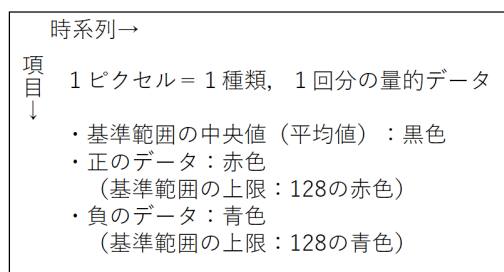 時系列→
項目↓
1ピクセル＝1種類，1回分の量的データ
・基準範囲の中央値（平均値）：黒色
・正のデータ：赤色
（基準範囲の上限：128の赤色）
・負のデータ：青色
（基準範囲の上限：128の青色）